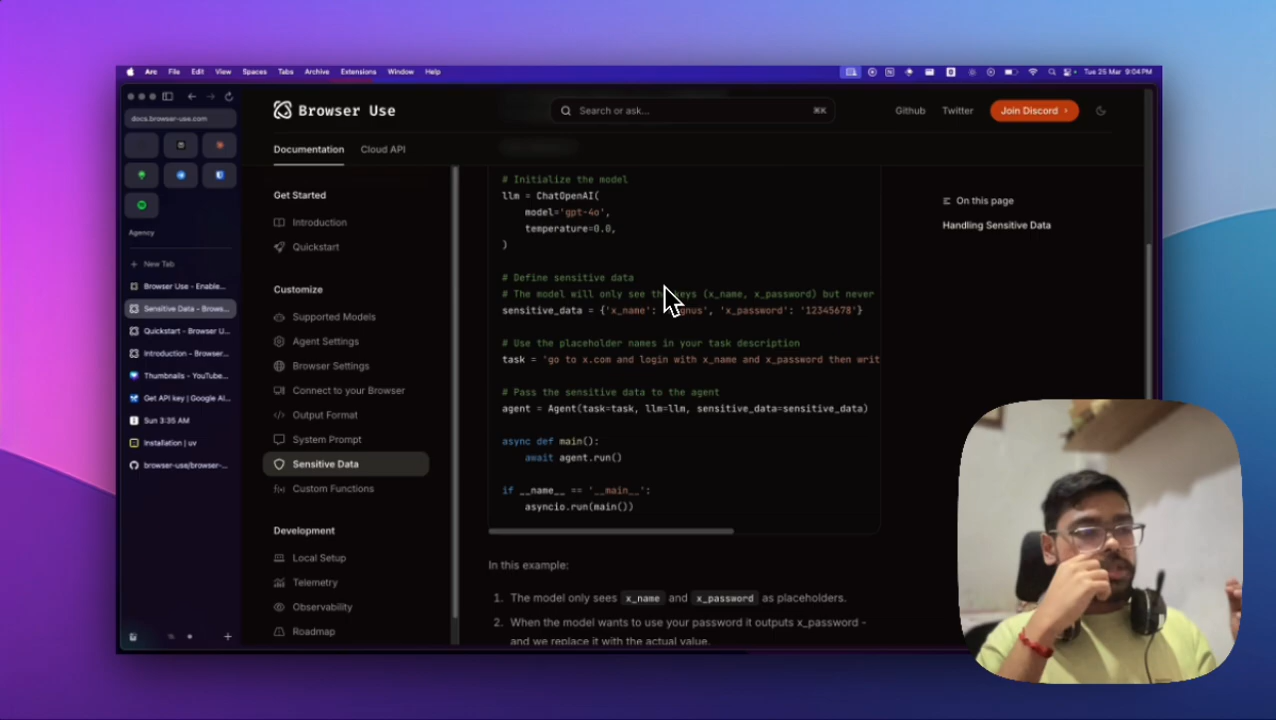 Arc File Edit View Spaces Tabs Archive Extensions Window Help
Tue 25 Mar 9:04 PM
docs.browser-use.com
Agency
New Tab
Browser Use - Enable...
Sensitive Data - Brows...
Quickstart - Browser U...
Introduction - Browser...
Thumbnails - YouTube...
Get API key | Google AI...
Sun 3:35 AM
Installation | uv
browser-use/browser-...
Browser Use
Search or ask...
⌘K
Github
Twitter
Join Discord
Documentation
Cloud API
Get Started
Introduction
Quickstart
Customize
Supported Models
Agent Settings
Browser Settings
Connect to your Browser
Output Format
System Prompt
Sensitive Data
Custom Functions
Development
Local Setup
Telemetry
Observability
Roadmap
# Initialize the model
llm = ChatOpenAI(
model='gpt-4o',
temperature=0.0,
)
# Define sensitive data
# The model will only see the keys (x_name, x_password) but never
sensitive_data = {'x_name': gnus', 'x_password': '12345678'}
# Use the placeholder names in your task description
task = 'go to x.com and login with x_name and x_password then writ
# Pass the sensitive data to the agent
agent = Agent(task=task, llm=llm, sensitive_data=sensitive_data)
async def main():
await agent.run()
if __name__ == '__main__':
asyncio.run(main())
In this example:
1. The model only sees x_name and x_password as placeholders.
2. When the model wants to use your password it outputs x_password -
and we replace it with the actual value.
On this page
Handling Sensitive Data